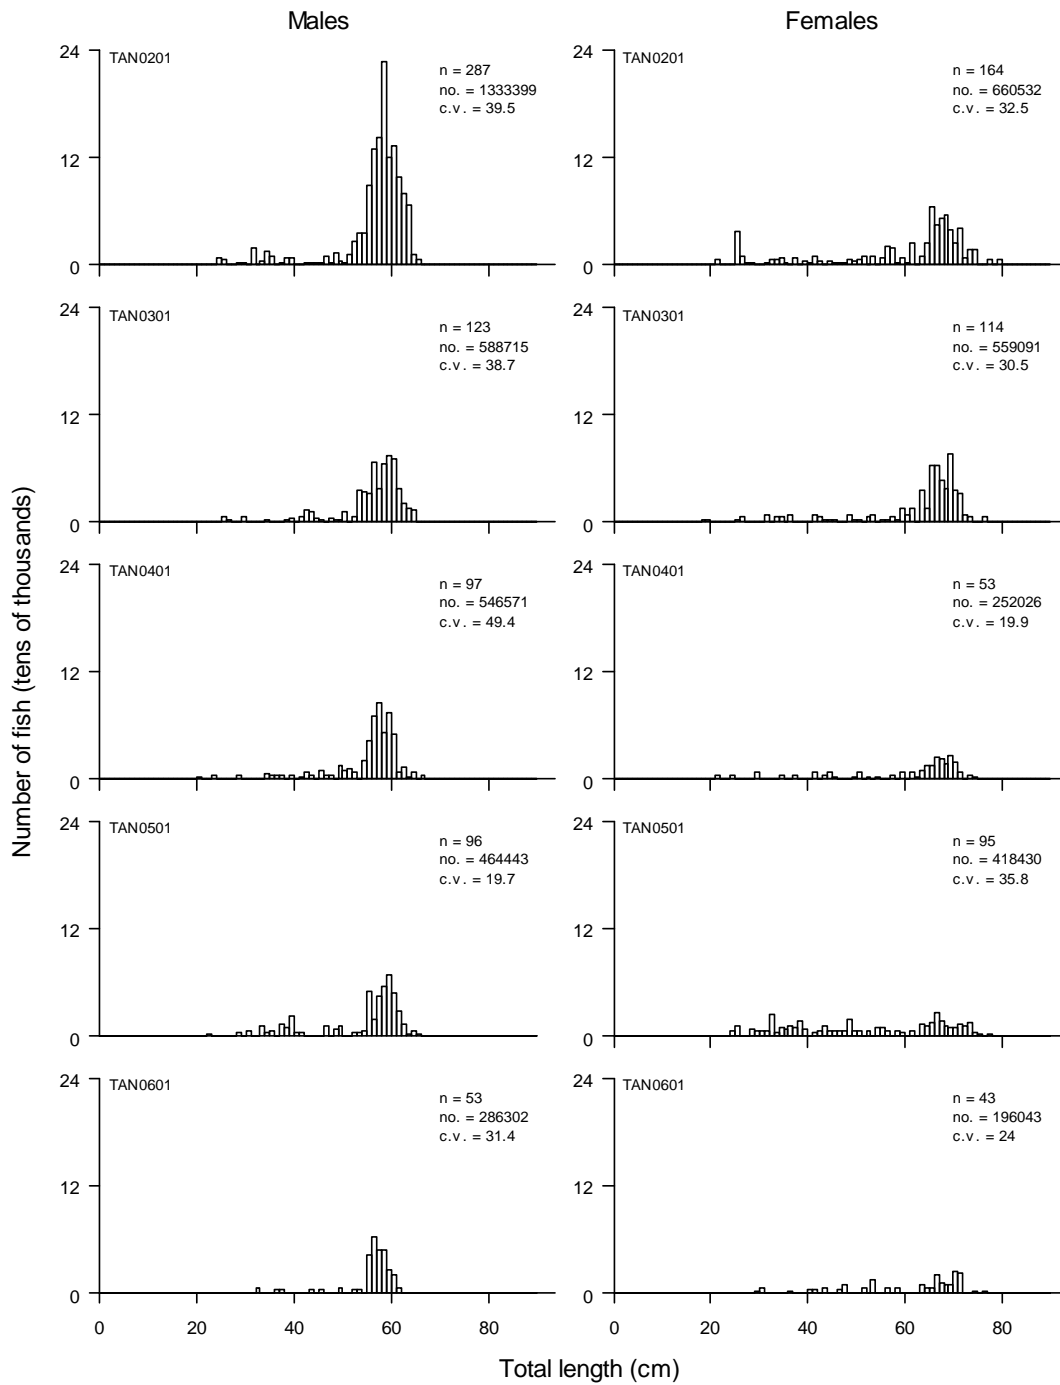 Males
Females
24
TAN0201
n = 287
no. = 1333399
c.v. = 39.5
12
0
TAN0201
n = 164
no. = 660532
c.v. = 32.5
24
12
0
24
TAN0301
n = 123
no. = 588715
c.v. = 38.7
12
0
24
TAN0301
n = 114
no. = 559091
c.v. = 30.5
12
0
24
TAN0401
n = 97
no. = 546571
c.v. = 49.4
12
0
24
TAN0401
n = 53
no. = 252026
c.v. = 19.9
12
0
24
TAN0501
n = 96
no. = 464443
c.v. = 19.7
12
0
24
TAN0501
n = 95
no. = 418430
c.v. = 35.8
12
0
24
TAN0601
n = 53
no. = 286302
c.v. = 31.4
12
0
24
TAN0601
n = 43
no. = 196043
c.v. = 24
12
0
0 20 40 60 80
0 20 40 60 80
Number of fish (tens of thousands)
Total length (cm)